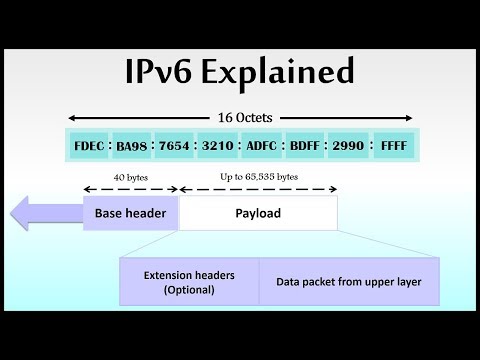 IPv6 Explained
16 Octets
FDEC : BA98 : 7654 : 3210 : ADFC : BDFF : 2990 : FFFF
40 bytes Up to 65,535 bytes
Base header Payload
Extension headers
(Optional)
Data packet from upper layer